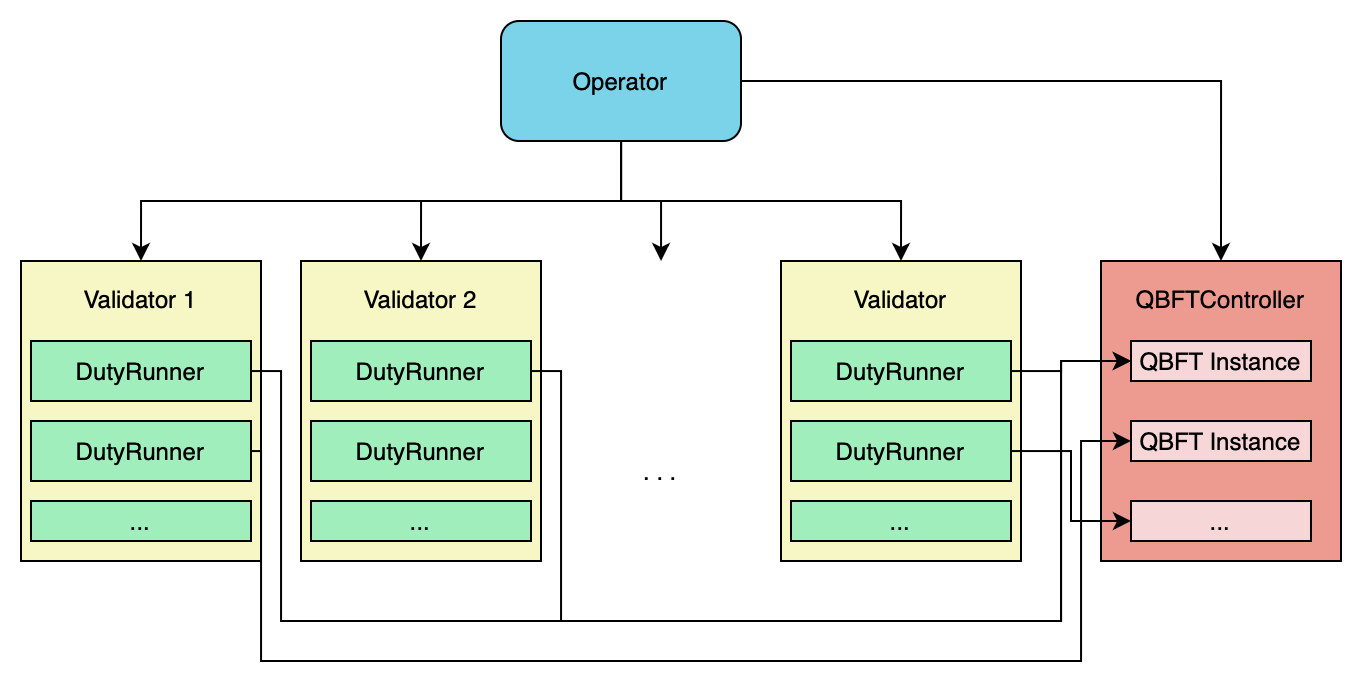 Operator
Validator 1
DutyRunner
DutyRunner
...
Validator 2
DutyRunner
DutyRunner
...
...
Validator
DutyRunner
DutyRunner
...
QBFTController
QBFT Instance
QBFT Instance
...